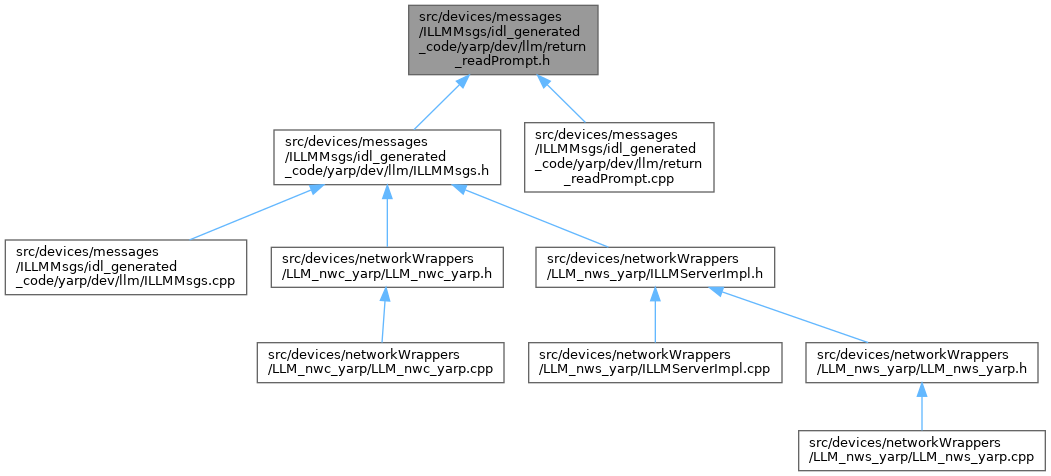 src/devices/messages
/ILLMMsgs/idl_generated
_code/yarp/dev/llm/return
_readPrompt.h
src/devices/messages
/ILLMMsgs/idl_generated
_code/yarp/dev/llm/ILLMMsgs.h
src/devices/messages
/ILLMMsgs/idl_generated
_code/yarp/dev/llm/return
_readPrompt.cpp
src/devices/messages
/ILLMMsgs/idl_generated
_code/yarp/dev/llm/ILLMMsgs.cpp
src/devices/networkWrappers
/LLM_nwc_yarp/LLM_nwc_yarp.h
src/devices/networkWrappers
/LLM_nws_yarp/ILLMServerImpl.h
src/devices/networkWrappers
/LLM_nwc_yarp/LLM_nwc_yarp.cpp
src/devices/networkWrappers
/LLM_nws_yarp/ILLMServerImpl.cpp
src/devices/networkWrappers
/LLM_nws_yarp/LLM_nws_yarp.h
src/devices/networkWrappers
/LLM_nws_yarp/LLM_nws_yarp.cpp